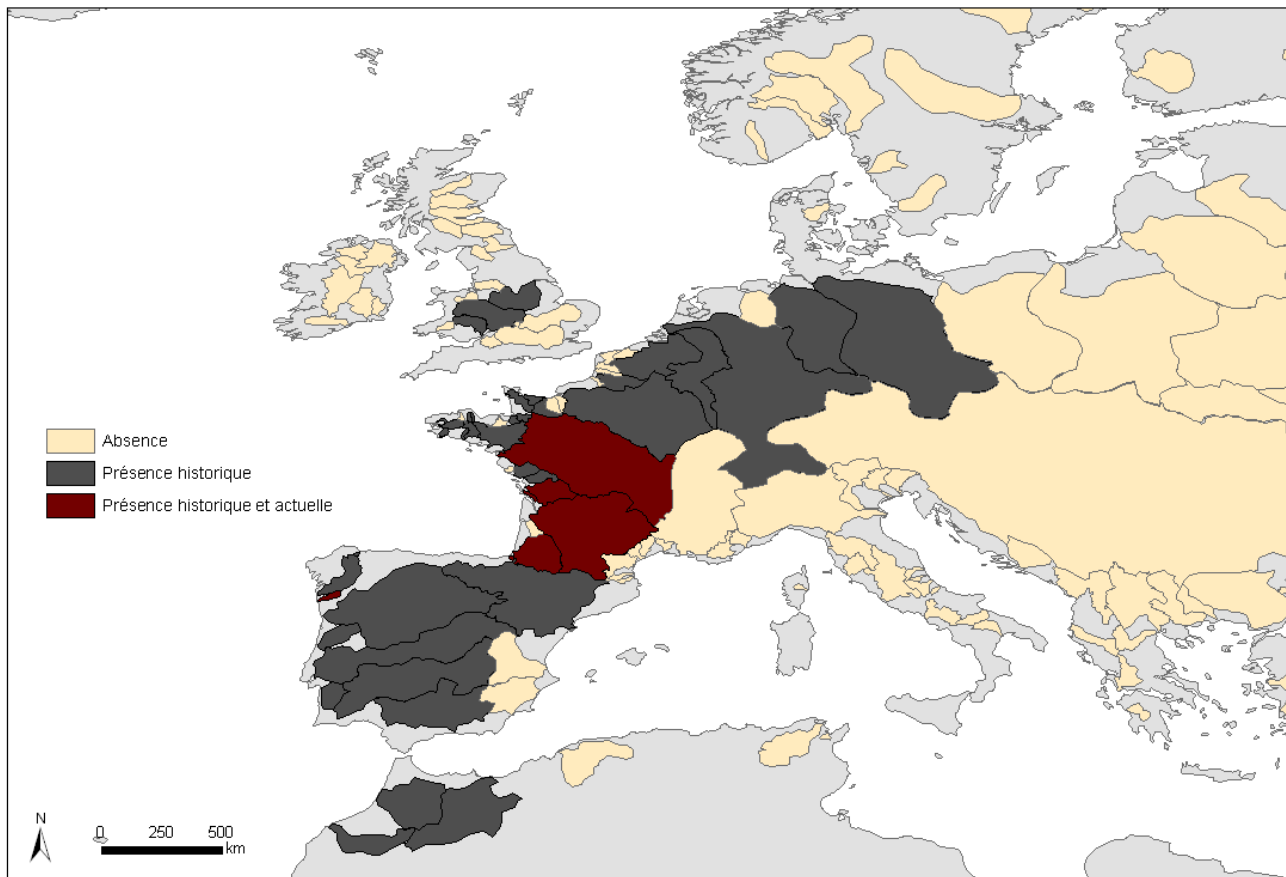 Absence
Présence historique
Présence historique et actuelle
N
0 250 500
km